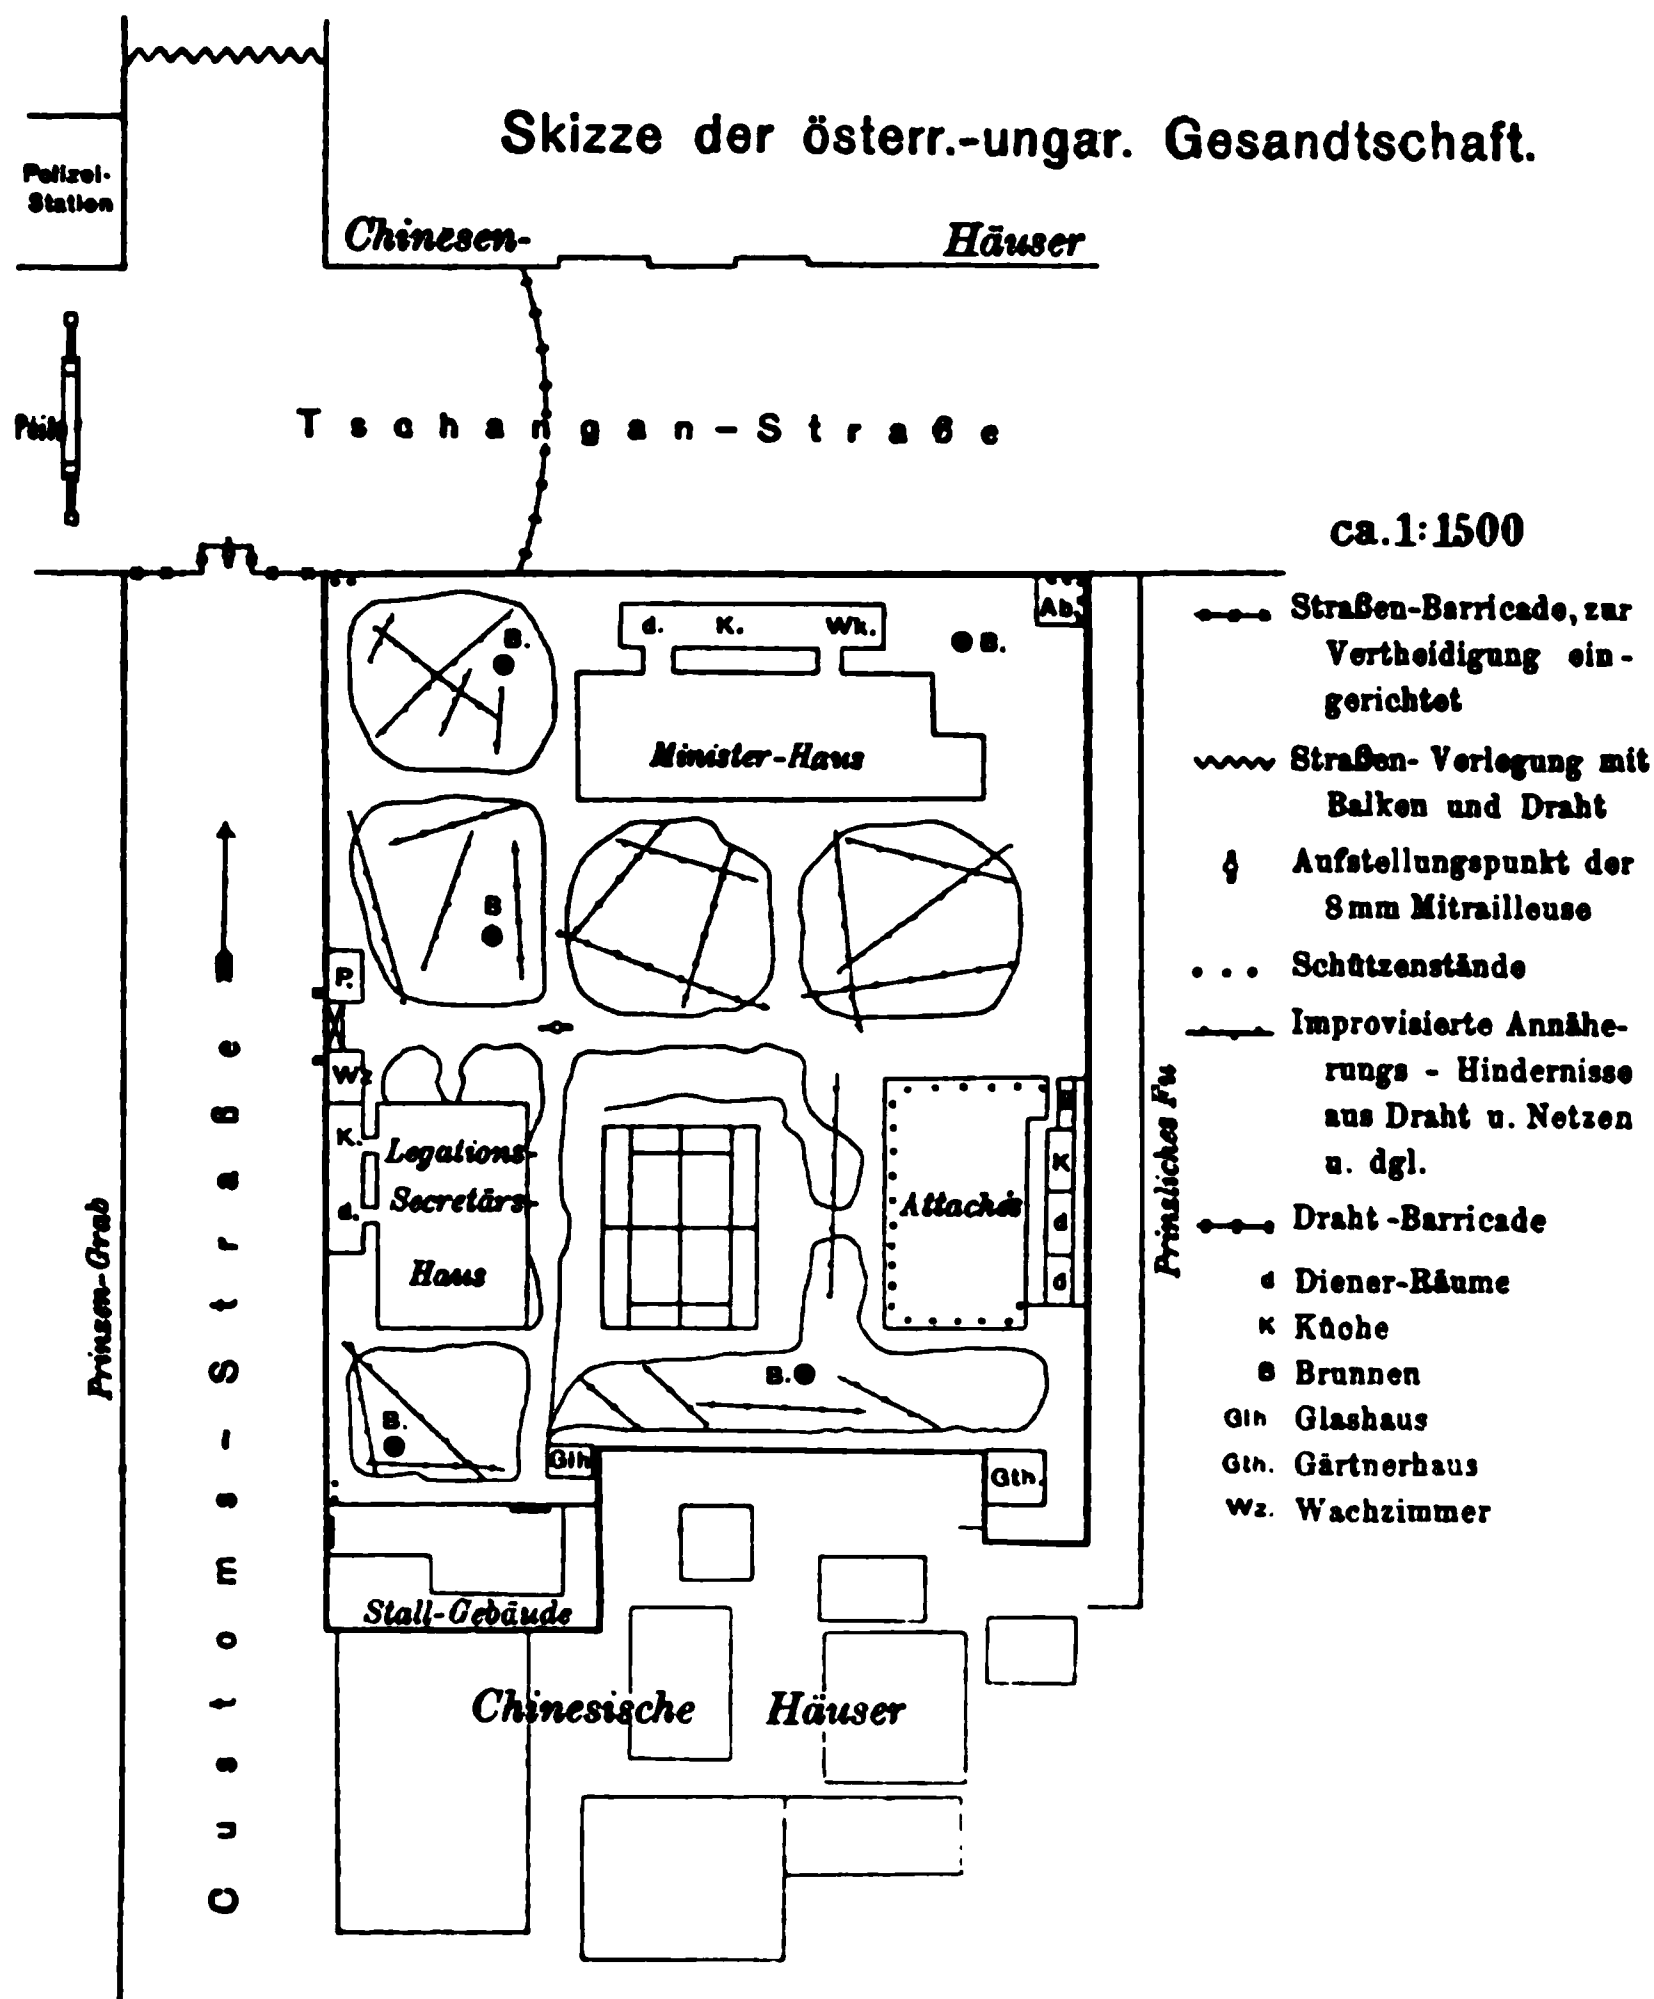 Skizze der österr.-ungar. Gesandtschaft.
Polizei-
Station
Chinesen-
Häuser
Tschangan-Straße
ca. 1:1500
Ab.
d.
K.
Wk.
B.
B.
Minister-Haus
B
P.
Wz
K.
d.
Legations-
Secretärs-
Haus
Attachés
K
d
d
B.
B.
Glh
Gth.
Stall-Gebäude
Chinesische Häuser
Prinzen-Grab
Customs-Straße
Prinzliches Fu
Straßen-Barricade, zur
Vertheidigung ein-
gerichtet
Straßen-Verlegung mit
Balken und Draht
Aufstellungspunkt der
8mm Mitrailleuse
Schützenstände
Improvisierte Annähe-
rungs - Hindernisse
aus Draht u. Netzen
u. dgl.
Draht-Barricade
d Diener-Räume
K Küche
B Brunnen
Glh Glashaus
Gth. Gärtnerhaus
Wz. Wachzimmer